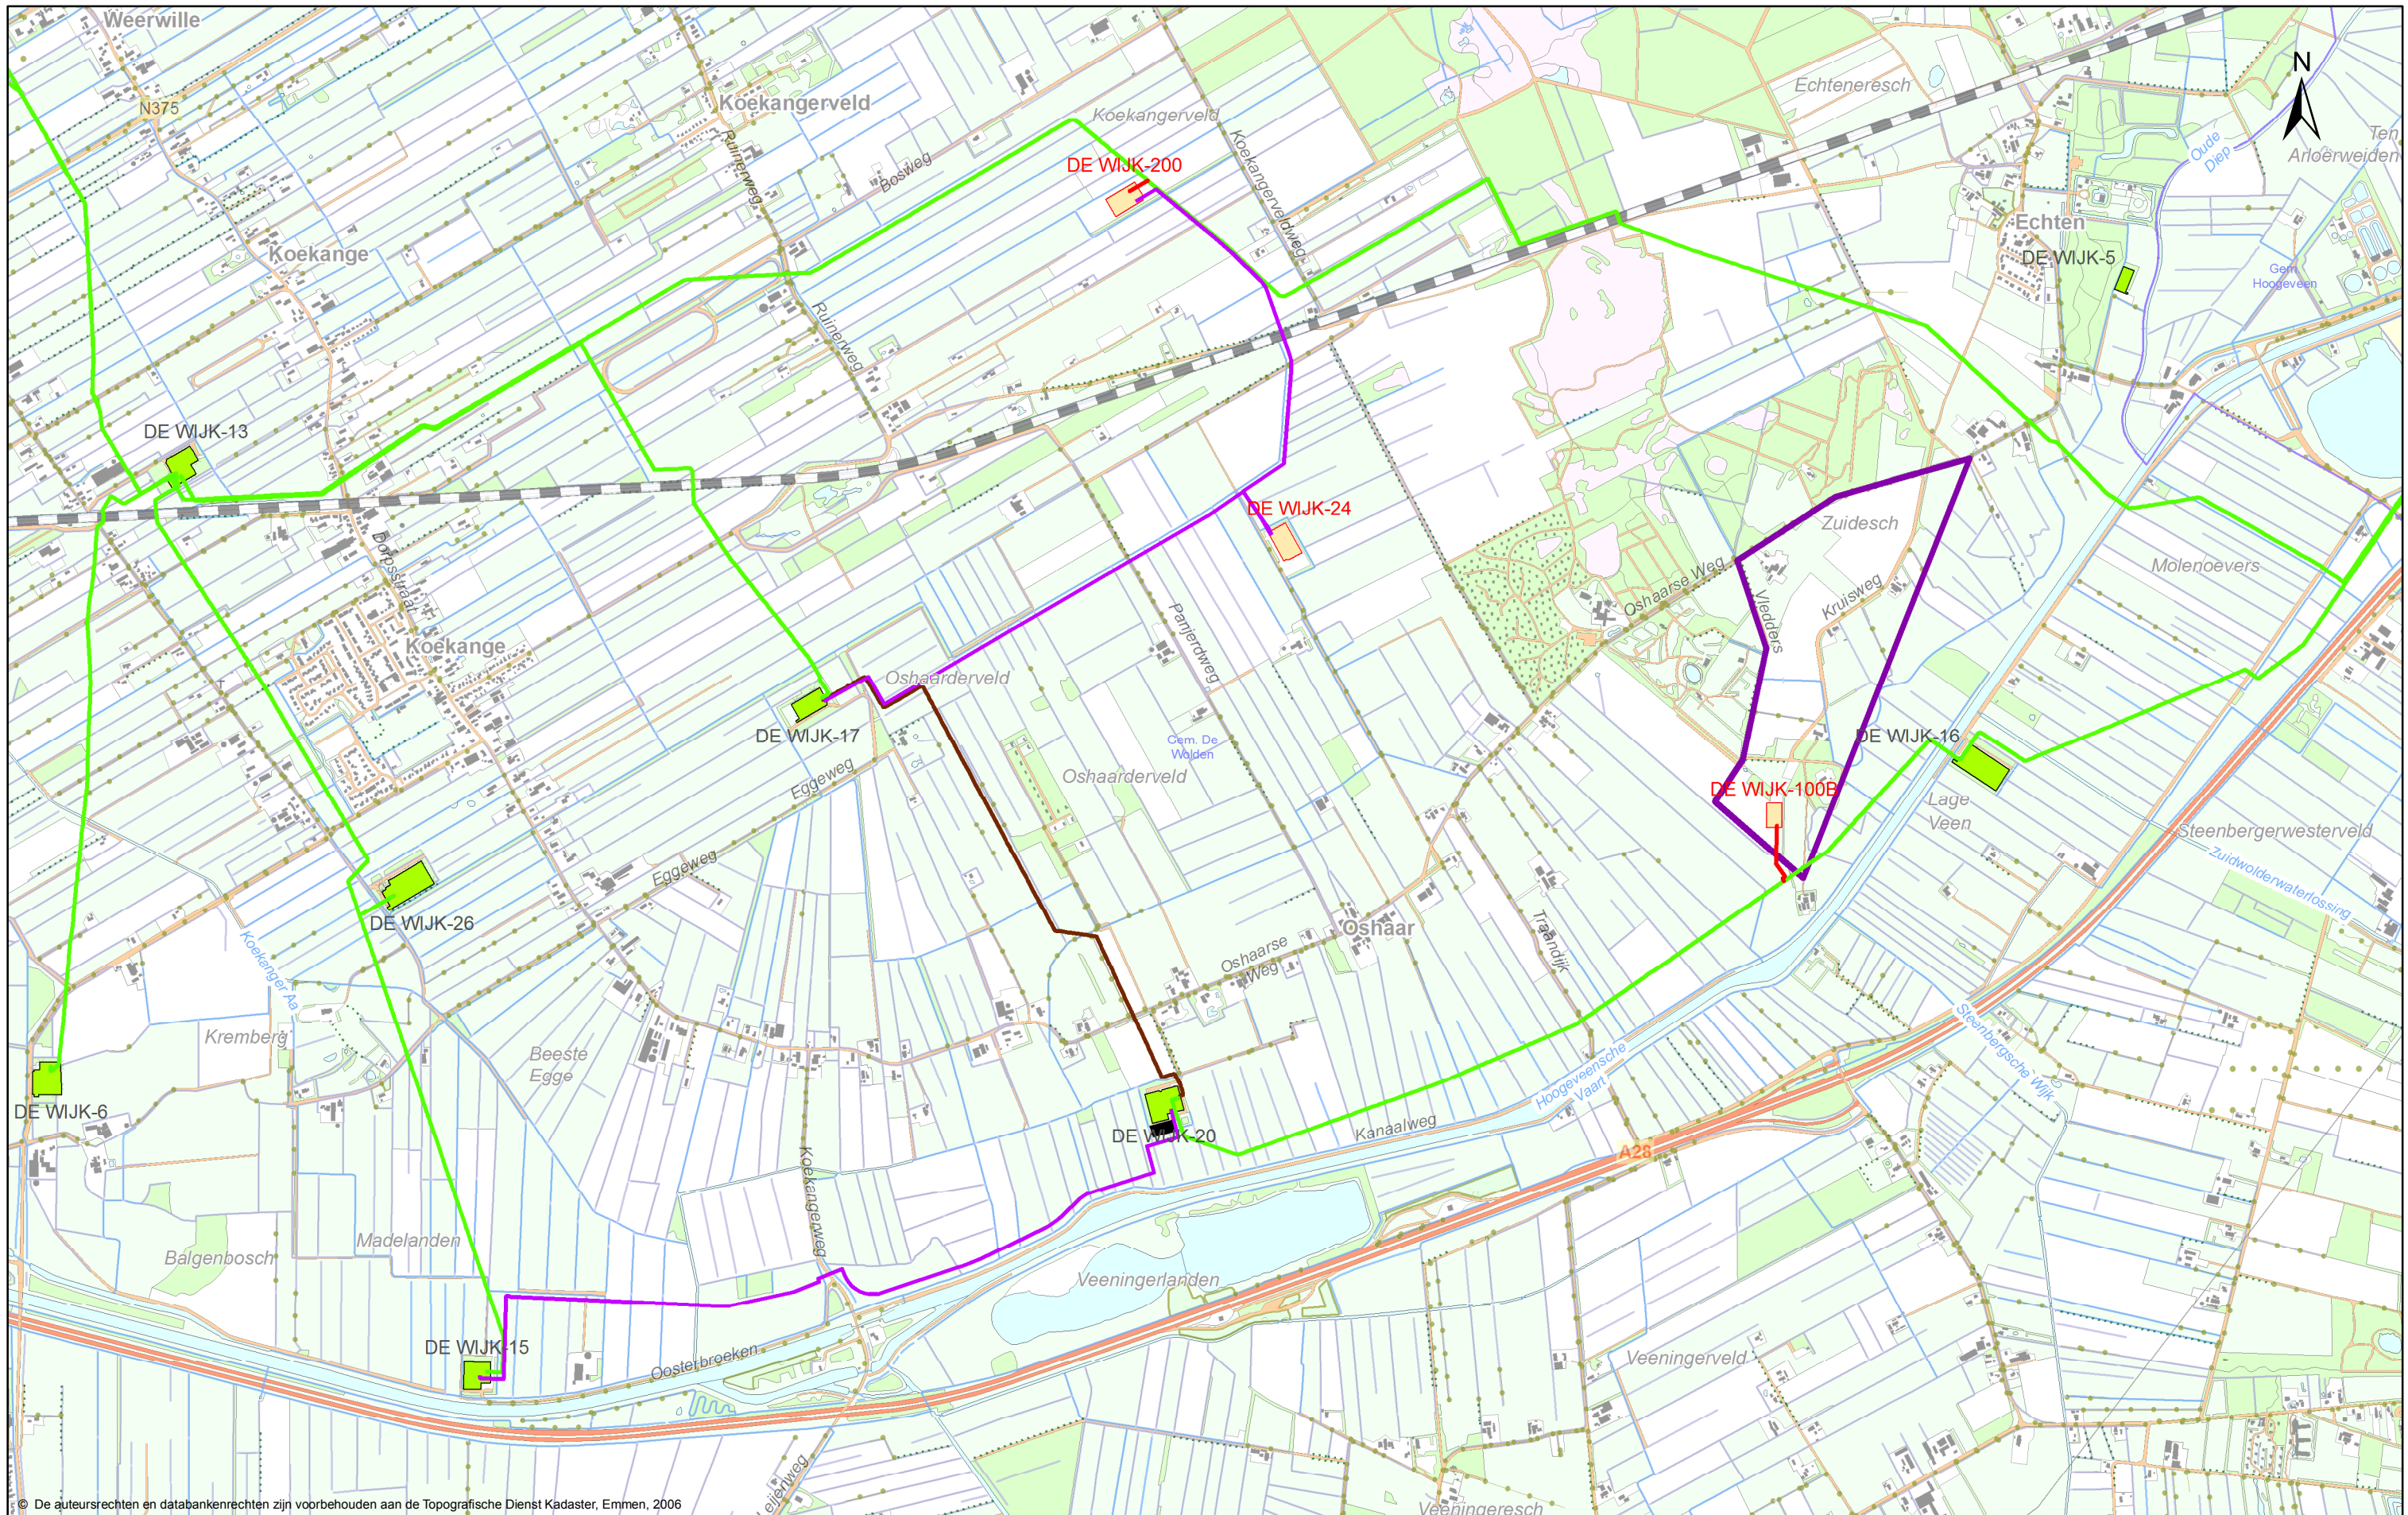 Weerwille
N375
Koekangerveld
Koekangerveld
Echteneresch
N
Ten
Arloërweiden
Oude
Diep
DE WIJK-200
Bosweg
Ruinerweg
Koekangerveldweg
Echten
DE WIJK-5
Gem.
Hoogeveen
Koekange
Ruinerweg
DE WIJK-13
DE WIJK-24
Zuidesch
Molenoevers
Dorpsstraat
Oshaarse Weg
Vledders
Kruisweg
Koekange
Panjerdweg
Oshaarderveld
DE WIJK-17
Gem. De
Wolden
DE WIJK-16
Oshaarderveld
Eggeweg
DE WIJK-100B
Lage
Veen
Steenbergerwesterveld
Zuidwolderwaterlossing
Eggeweg
DE WIJK-26
Koekanger Aa
Oshaar
Oshaarse
Weg
Traandijk
Kremberg
Beeste
Egge
Steenbergsche Wijk
Hoogeveensche
Vaart
DE WIJK-6
DE WIJK-20
Kanaalweg
A28
Koekangerweg
Madelanden
Balgenbosch
Veeningerlanden
DE WIJK-15
Oosterbroeken
Veeningerveld
eijenweg
Veeningeresch
© De auteursrechten en databankenrechten zijn voorbehouden aan de Topografische Dienst Kadaster, Emmen, 2006